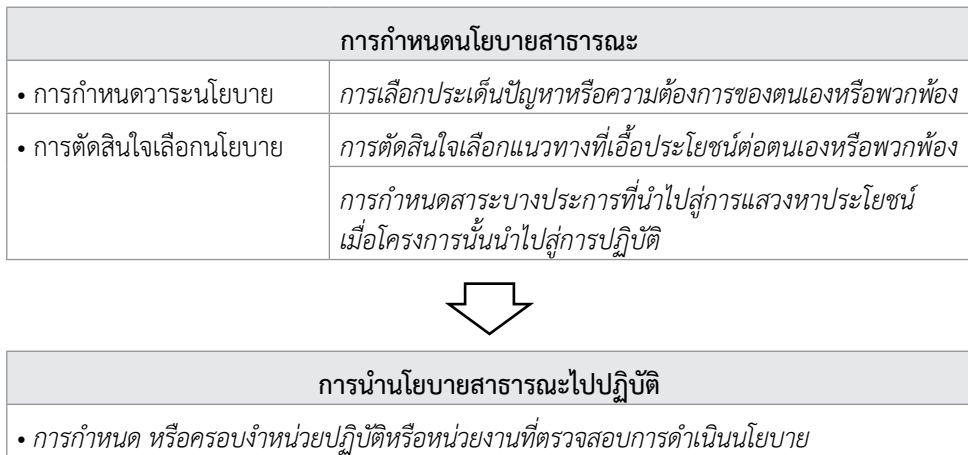 การกำหนดนโยบายสาธารณะ
• การกำหนดวาระนโยบาย การเลือกประเด็นปัญหาหรือความต้องการของตนเองหรือพวกพ้อง
• การตัดสินใจเลือกนโยบาย การตัดสินใจเลือกแนวทางที่เอื้อประโยชน์ต่อตนเองหรือพวกพ้อง
การกำหนดสาระบางประการที่นำไปสู่การแสวงหาประโยชน์
เมื่อโครงการนั้นนำไปสู่การปฏิบัติ
การนำนโยบายสาธารณะไปปฏิบัติ
• การกำหนด หรือครอบงำหน่วยปฏิบัติหรือหน่วยงานที่ตรวจสอบการดำเนินนโยบาย